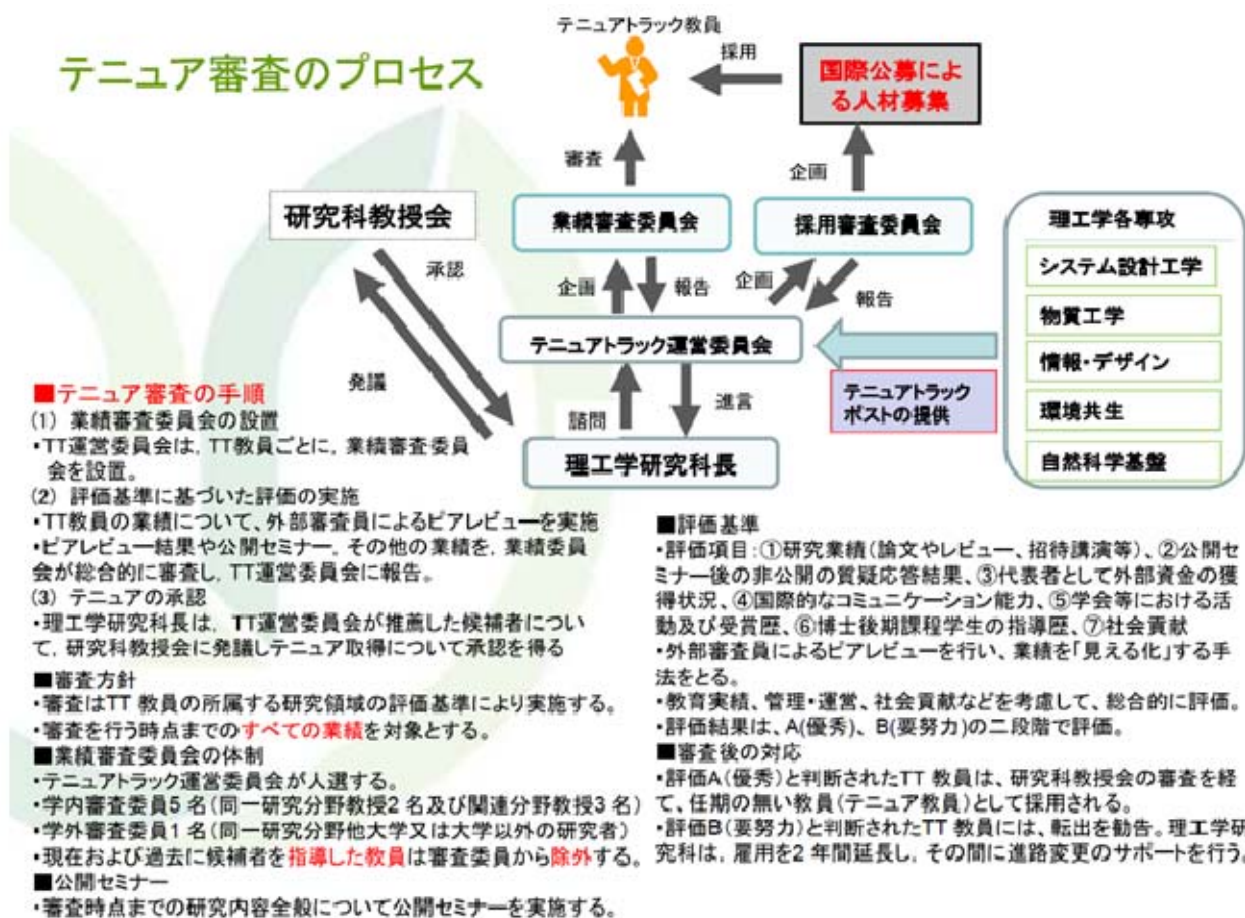 テニュア審査のプロセス
テニュアトラック教員
採用
国際公募によ
る人材募集
審査
企画
研究科教授会
業績審査委員会
採用審査委員会
承認
企画
報告
企画
報告
テニュアトラック運営委員会
発議
諮問
進言
理工学研究科長
理工学各専攻
システム設計工学
物質工学
情報・デザイン
環境共生
自然科学基盤
テニュアトラック
ポストの提供
■テニュア審査の手順
(1) 業績審査委員会の設置
・TT運営委員会は、TT教員ごとに、業績審査委員
会を設置。
(2) 評価基準に基づいた評価の実施
・TT教員の業績について、外部審査員によるピアレビューを実施
・ピアレビュー結果や公開セミナー、その他の業績を、業績委員
会が総合的に審査し、TT運営委員会に報告。
(3) テニュアの承認
・理工学研究科長は、TT運営委員会が推薦した候補者につい
て、研究科教授会に発議しテニュア取得について承認を得る
■審査方針
・審査はTT 教員の所属する研究領域の評価基準により実施する。
・審査を行う時点までのすべての業績を対象とする。
■業績審査委員会の体制
・テニュアトラック運営委員会が人選する。
・学内審査委員5 名(同一研究分野教授2 名及び関連分野教授3 名)
・学外審査委員1 名(同一研究分野他大学又は大学以外の研究者)
・現在および過去に候補者を指導した教員は審査委員から除外する。
■公開セミナー
・審査時点までの研究内容全般について公開セミナーを実施する。
■評価基準
・評価項目:①研究業績(論文やレビュー、招待講演等)、②公開セ
ミナー後の非公開の質疑応答結果、③代表者として外部資金の獲
得状況、④国際的なコミュニケーション能力、⑤学会等における活
動及び受賞歴、⑥博士後期課程学生の指導歴、⑦社会貢献
・外部審査員によるピアレビューを行い、業績を「見える化」する手
法をとる。
・教育実績、管理・運営、社会貢献などを考慮して、総合的に評価。
・評価結果は、A(優秀)、B(要努力)の二段階で評価。
■審査後の対応
・評価A(優秀)と判断されたTT 教員は、研究科教授会の審査を経
て、任期の無い教員(テニュア教員)として採用される。
・評価B(要努力)と判断されたTT 教員には、転出を勧告。理工学研
究科は、雇用を2 年間延長し、その間に進路変更のサポートを行う。